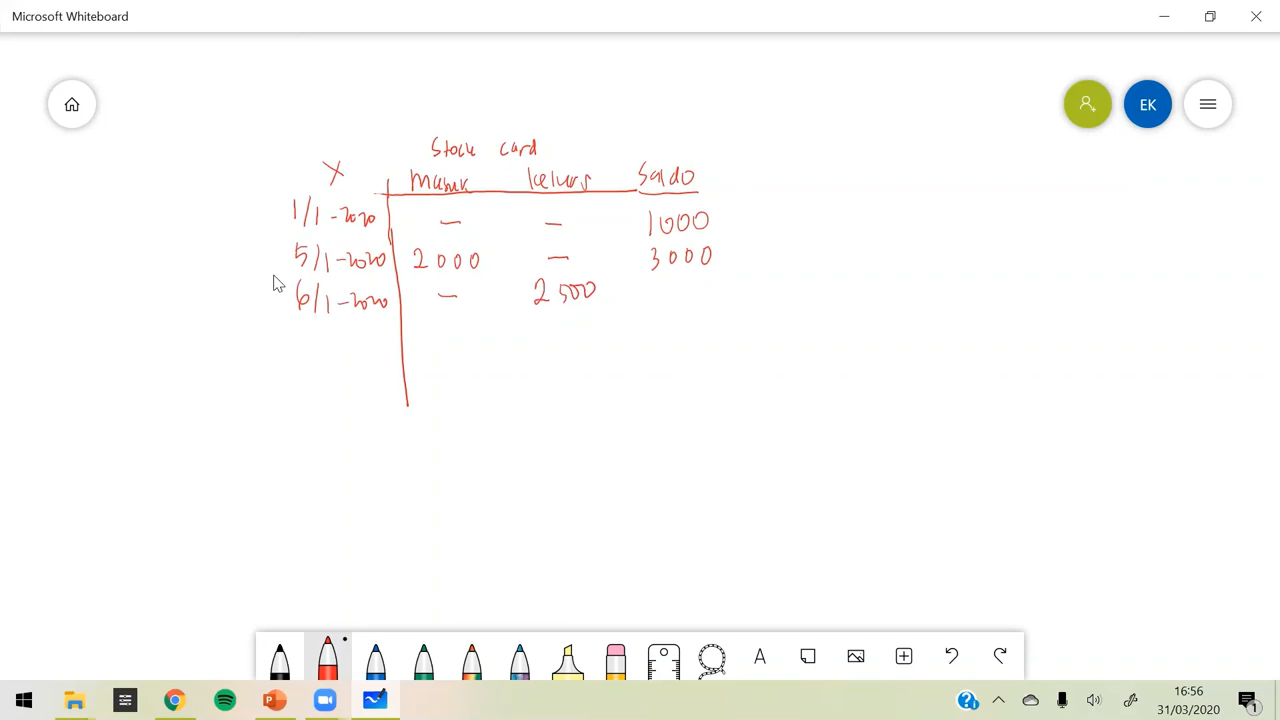 Microsoft Whiteboard
EK
Stock card
X Masuk keluar Saldo
1/1-2020 — — 1000
5/1-2020 2000 — 3000
6/1-2020 — 2500
A
16:56
31/03/2020
1